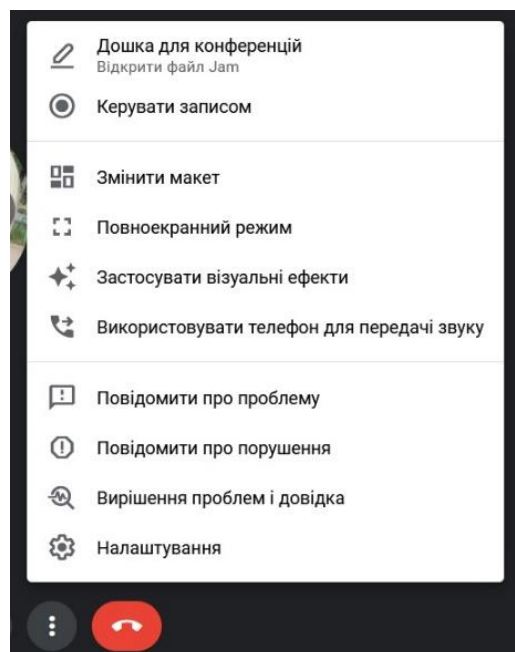 Дошка для конференцій
Відкрити файл Jam
Керувати записом
Змінити макет
Повноекранний режим
Застосувати візуальні ефекти
Використовувати телефон для передачі звуку
Повідомити про проблему
Повідомити про порушення
Вирішення проблем і довідка
Налаштування